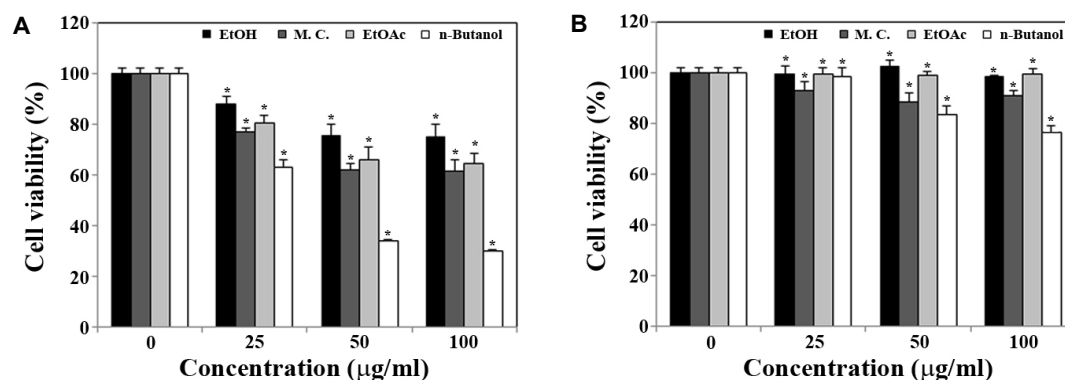 A
120
100
80
60
40
20
0
Cell viability (%)
EtOH M. C. EtOAc n-Butanol
* * * *
* * * *
* * * *
0 25 50 100
Concentration (µg/ml)
B
120
100
80
60
40
20
0
Cell viability (%)
EtOH M. C. EtOAc n-Butanol
* * * *
* * * *
* * * *
0 25 50 100
Concentration (µg/ml)